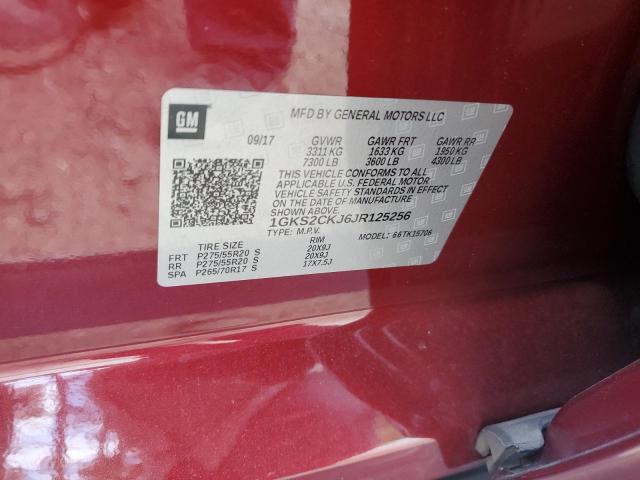 GM
MFD BY GENERAL MOTORS LLC
09/17 GVWR GAWR FRT GAWR RR
3311 KG 1633 KG 1950 KG
7300 LB 3600 LB 4300 LB
THIS VEHICLE CONFORMS TO ALL
APPLICABLE U.S. FEDERAL MOTOR
VEHICLE SAFETY STANDARDS IN EFFECT
ON THE DATE OF MANUFACTURE
SHOWN ABOVE.
1GKS2CKJ6JR125256
TYPE: M.P.V. MODEL: 66TK15706
TIRE SIZE RIM
FRT P275/55R20 S 20X9J
RR P275/55R20 S 20X9J
SPA P265/70R17 S 17X7.5J